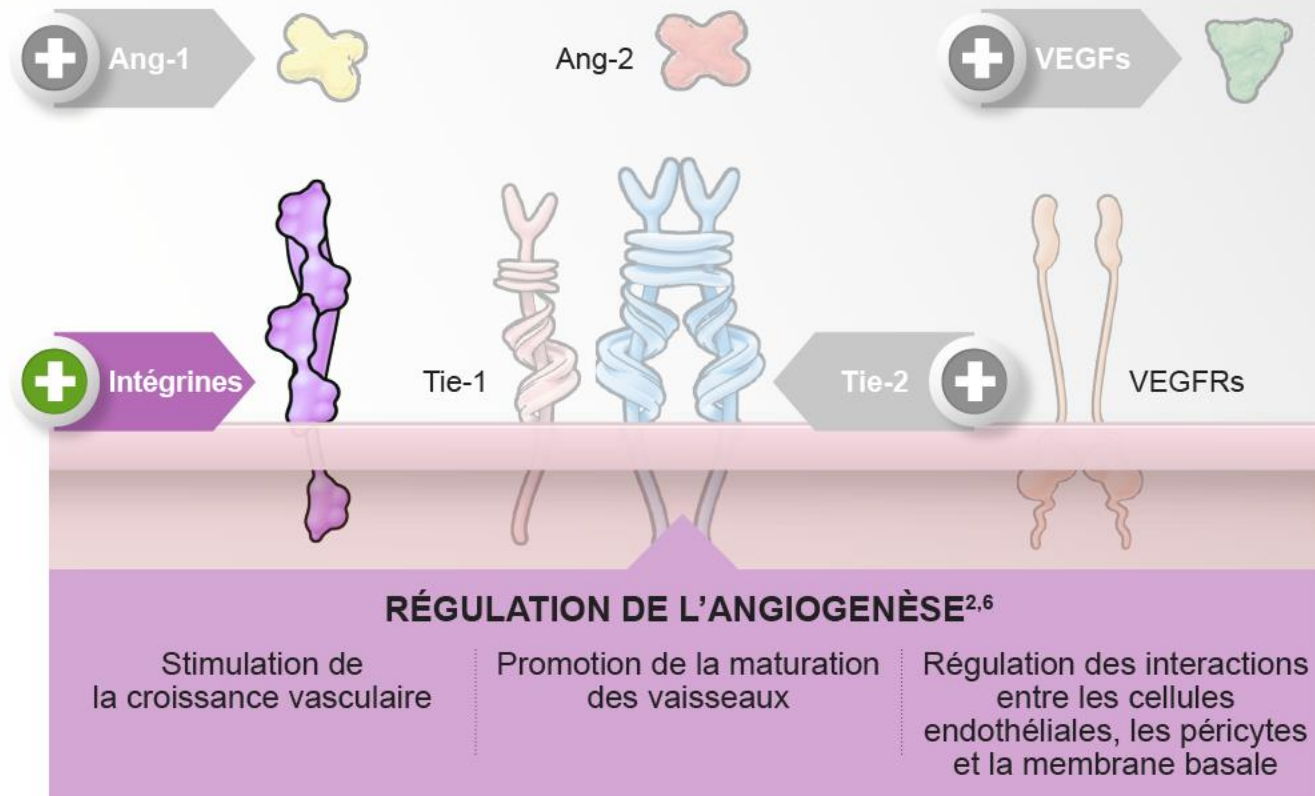 Ang-1
Ang-2
VEGFs
Intégrines
Tie-1
Tie-2
VEGFRs
RÉGULATION DE L’ANGIOGENÈSE2,6
Stimulation de
la croissance vasculaire
Promotion de la maturation
des vaisseaux
Régulation des interactions
entre les cellules
endothéliales, les péricytes
et la membrane basale